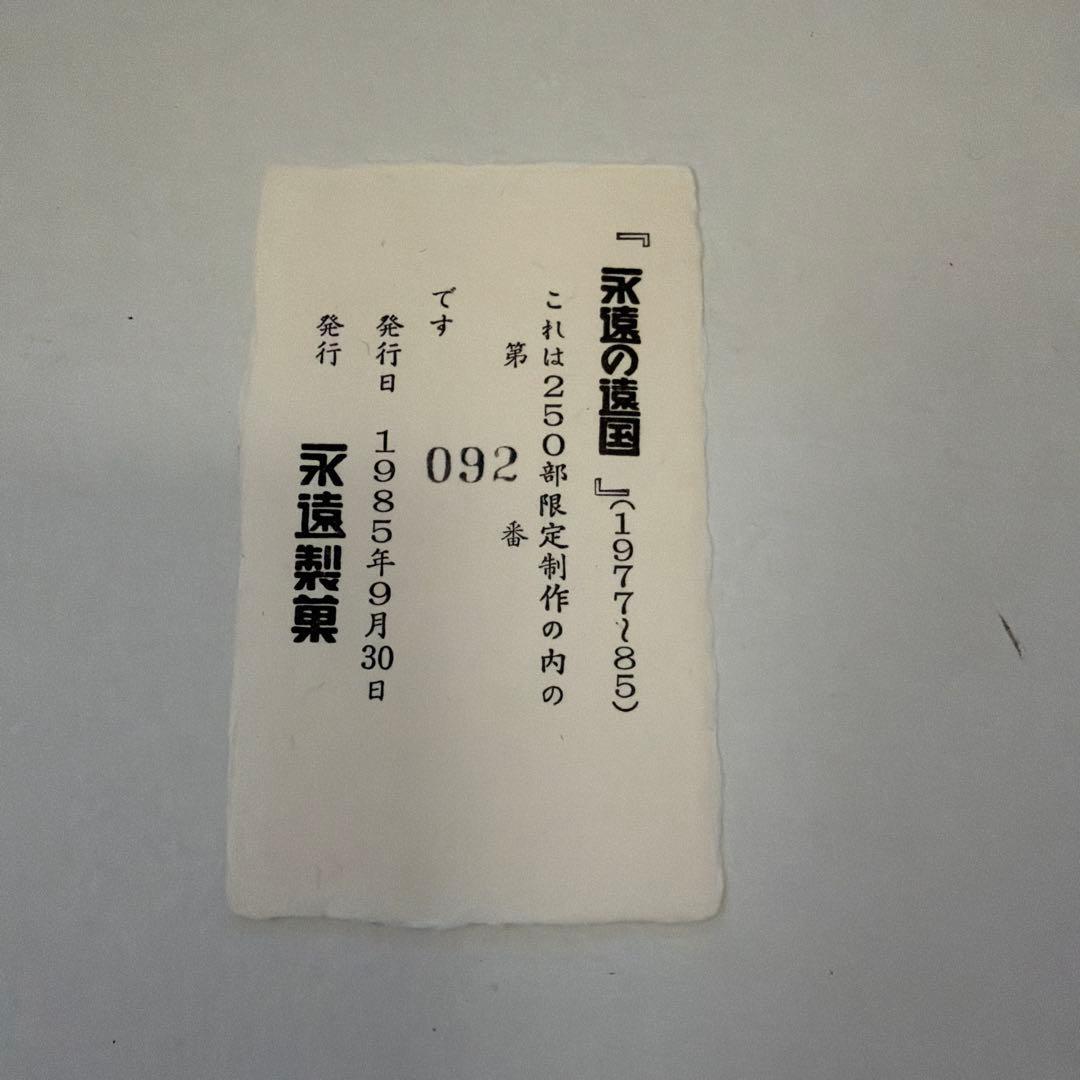 『永遠の遠国』(1977〜85)
これは250部限定制作の内の
第 番
092
です
発行日 1985年9月30日
発行 永遠製菓